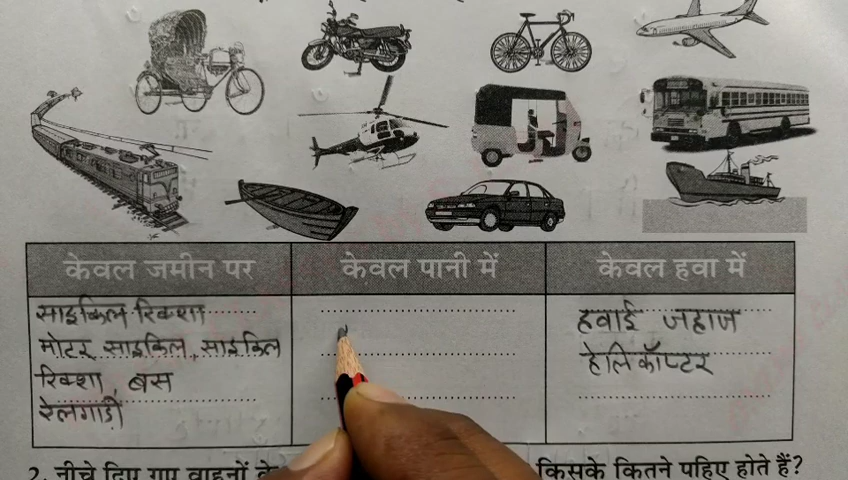 केवल जमीन पर केवल पानी में केवल हवा में
साइकिल रिक्शा
मोटर साइकिल, साइकिल
रिक्शा बस
रेलगाड़ी
हवाई जहाज
हेलिकॉप्टर
2. नीचे दिए गए वाहनों के किसके कितने पहिए होते हैं?